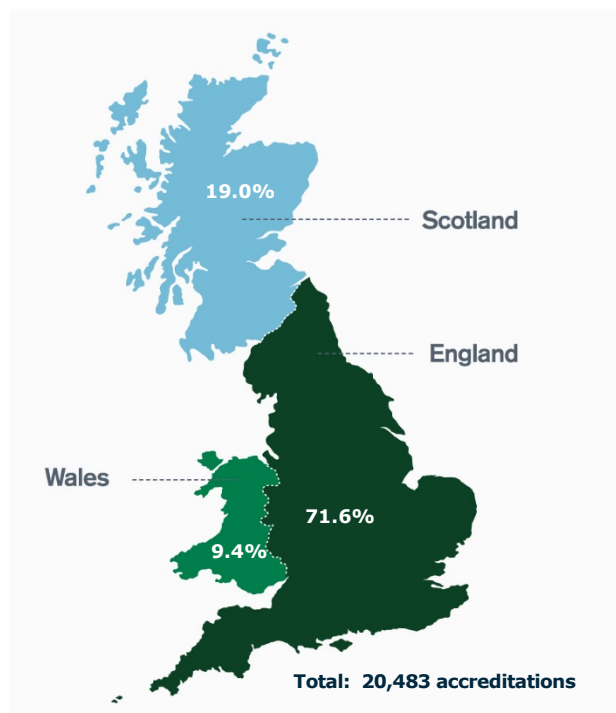 19.0%
Scotland
England
Wales
71.6%
9.4%
Total: 20,483 accreditations